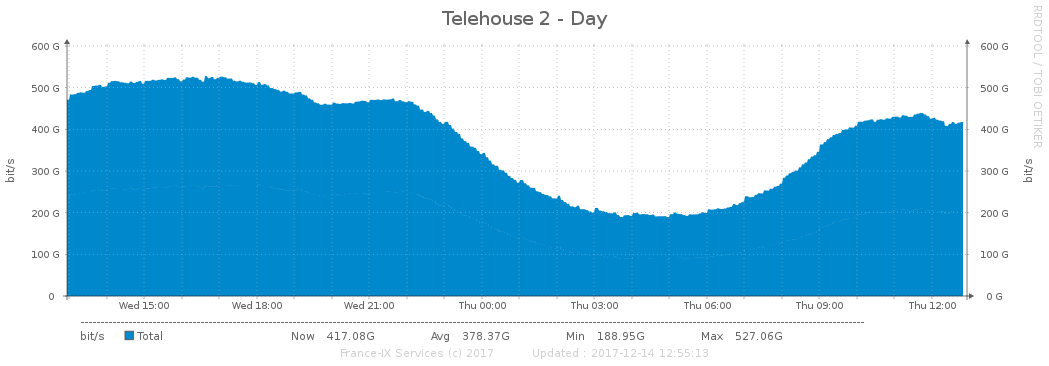 Telehouse 2 - Day
RRDTOOL / TOBI OETIKER
600 G 600 G
500 G 500 G
400 G 400 G
300 G 300 G
200 G 200 G
100 G 100 G
0 0 G
bit/s bit/s
Wed 15:00 Wed 18:00 Wed 21:00 Thu 00:00 Thu 03:00 Thu 06:00 Thu 09:00 Thu 12:00
bit/s Total Now 417.08G Avg 378.37G Min 188.95G Max 527.06G
France-IX Services (c) 2017 Updated : 2017-12-14 12:55:13